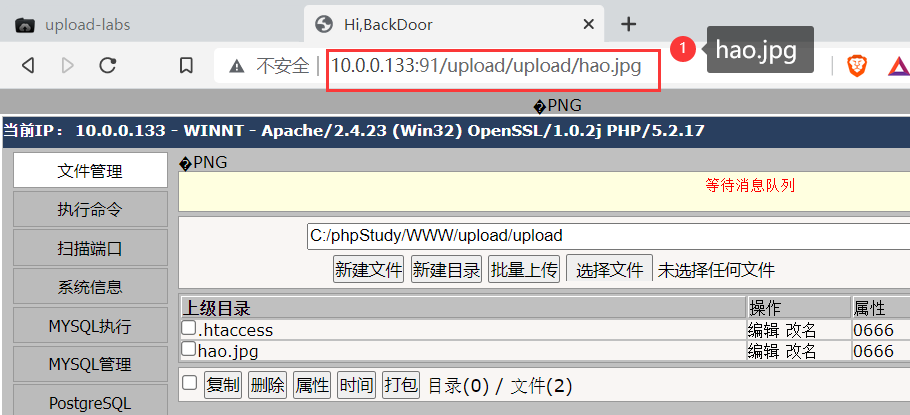 upload-labs
Hi,BackDoor
不安全
10.0.0.133:91/upload/upload/hao.jpg
1
hao.jpg
�PNG
当前IP： 10.0.0.133 - WINNT - Apache/2.4.23 (Win32) OpenSSL/1.0.2j PHP/5.2.17
文件管理
执行命令
扫描端口
系统信息
MYSQL执行
MYSQL管理
PostgreSQL
�PNG
等待消息队列
C:/phpStudy/WWW/upload/upload
新建文件 新建目录 批量上传 选择文件 未选择任何文件
上级目录 操作 属性
.htaccess 编辑 改名 0666
hao.jpg 编辑 改名 0666
复制 删除 属性 时间 打包 目录(0) / 文件(2)